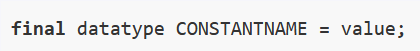 final datatype CONSTANTNAME = value;